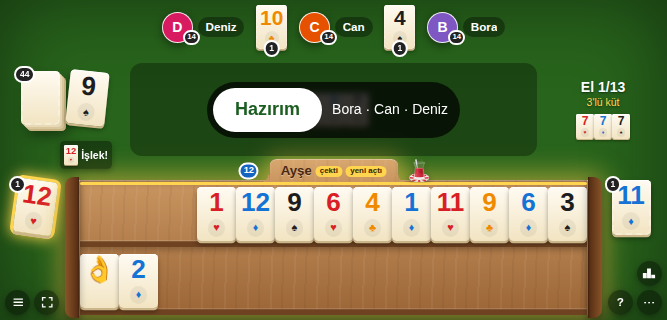 D
14
Deniz
10
1
C
14
Can
4
1
B
14
Bora
44
9
El 1/13
3'lü küt
7 7 7
Hazırım
Bora · Can · Deniz
12
İşlek!
12
Ayşe
çekti
yeni açtı
1
12
1
11
1 12 9 6 4 1 11 9 6 3
2
?